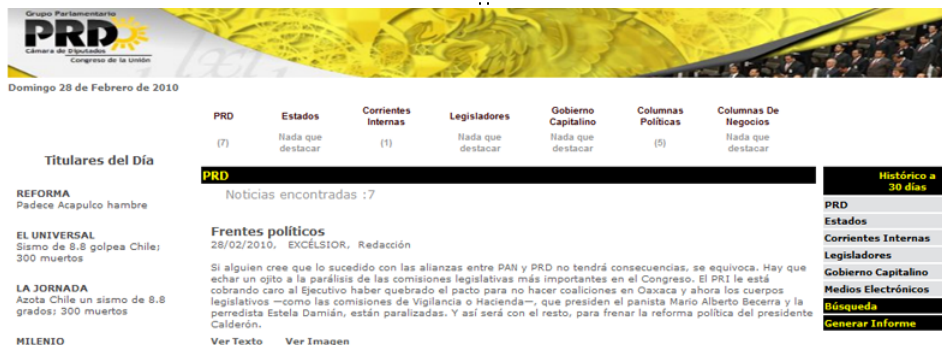 Grupo Parlamentario
PRD
Cámara de Diputados
Congreso de la Unión
Domingo 28 de Febrero de 2010
PRD
Estados
Corrientes Internas
Legisladores
Gobierno Capitalino
Columnas Políticas
Columnas De Negocios
(7)
Nada que destacar
(1)
Nada que destacar
Nada que destacar
(5)
Nada que destacar
Titulares del Día
REFORMA
Padece Acapulco hambre
EL UNIVERSAL
Sismo de 8.8 golpea Chile;
300 muertos
LA JORNADA
Azota Chile un sismo de 8.8
grados; 300 muertos
MILENIO
PRD
Noticias encontradas :7
Frentes políticos
28/02/2010, EXCÉLSIOR, Redacción
Si alguien cree que lo sucedido con las alianzas entre PAN y PRD no tendrá consecuencias, se equivoca. Hay que
echar un ojito a la parálisis de las comisiones legislativas más importantes en el Congreso. El PRI le está
cobrando caro al Ejecutivo haber quebrado el pacto para no hacer coaliciones en Oaxaca y ahora los cuerpos
legislativos —como las comisiones de Vigilancia o Hacienda—, que presiden el panista Mario Alberto Becerra y la
perredista Estela Damián, están paralizadas. Y así será con el resto, para frenar la reforma política del presidente
Calderón.
Ver Texto Ver Imagen
Histórico a
30 días
PRD
Estados
Corrientes Internas
Legisladores
Gobierno Capitalino
Medios Electrónicos
Búsqueda
Generar Informe